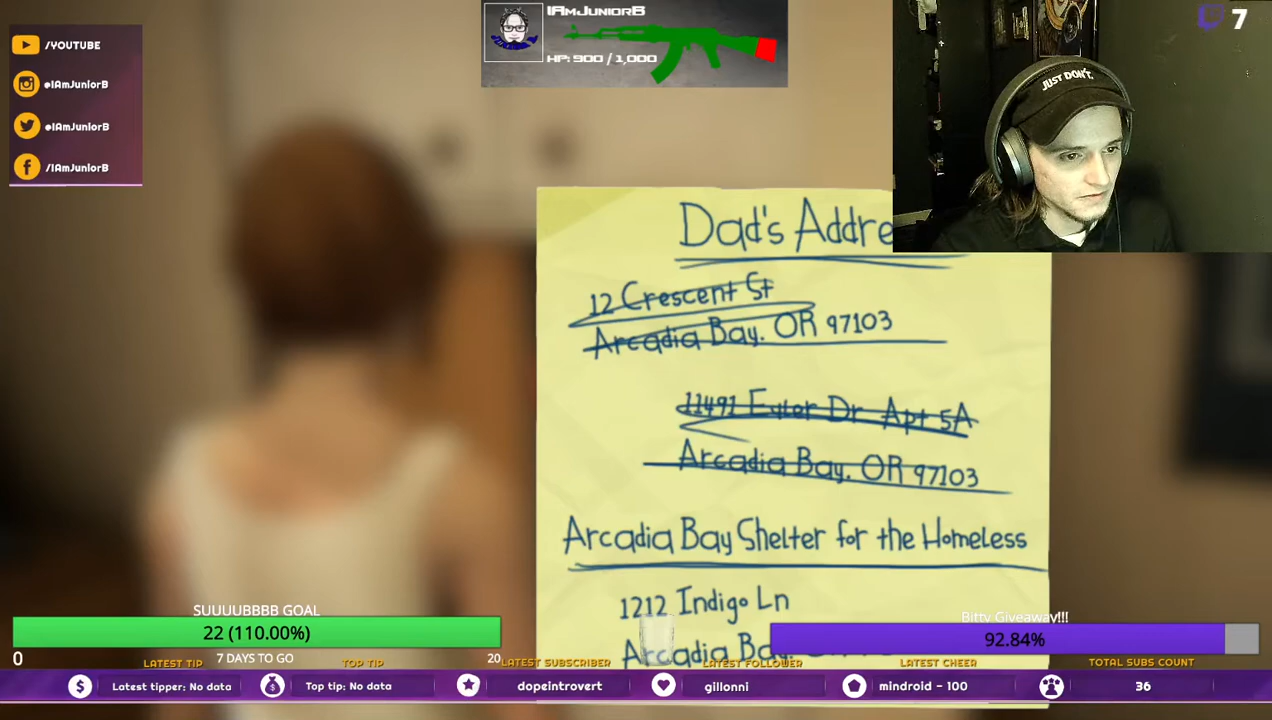 /YOUTUBE
@IAmJuniorB
@IAmJuniorB
/IAmJuniorB
IAmJuniorB
HP: 900 / 1,000
7
JUST DON'T.
Dad's Addre
12 Crescent St
Arcadia Bay. OR 97103
11491 Euler Dr Apt 5A
Arcadia Bay. OR 97103
Arcadia Bay Shelter for the Homeless
1212 Indigo Ln
Arcadia Bay.
SUUUUBBBB GOAL
22 (110.00%)
0
7 DAYS TO GO
20
Bitty Giveaway!!!
92.84%
LATEST TIP
TOP TIP
LATEST SUBSCRIBER
LATEST FOLLOWER
LATEST CHEER
TOTAL SUBS COUNT
Latest tipper: No data
Top tip: No data
dopeintrovert
gillonni
mindroid - 100
36